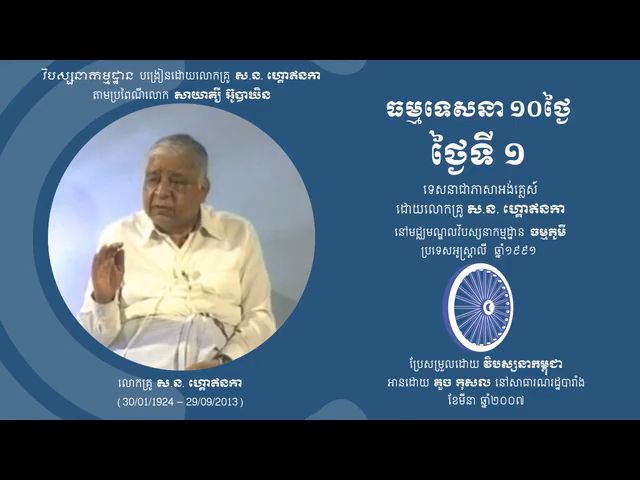 វិបស្សនាកម្មដ្ឋាន បង្រៀនដោយលោកគ្រូ ស.ន. ហ្គោឥនកា
តាមប្រពៃណីលោក សាយាគ្យី អ៊ូបាឃិន
លោកគ្រូ ស.ន. ហ្គោឥនកា
( 30/01/1924 – 29/09/2013 )
ធម្មទេសនា ១០ថ្ងៃ
ថ្ងៃទី ១
ទេសនាជាភាសាអង់គ្លេស៍
ដោយលោកគ្រូ ស.ន. ហ្គោឥនកា
នៅមជ្ឈមណ្ឌលវិបស្សនាកម្មដ្ឋាន ធម្មភូមិ
ប្រទេសអូស្ត្រាលី ឆ្នាំ១៩៩១
ប្រែសម្រួលដោយ វិបស្សនាកម្ពុជា
អានដោយ តូច កុសល នៅសាធារណរដ្ឋបារាំង
ខែមីនា ឆ្នាំ២០០៧